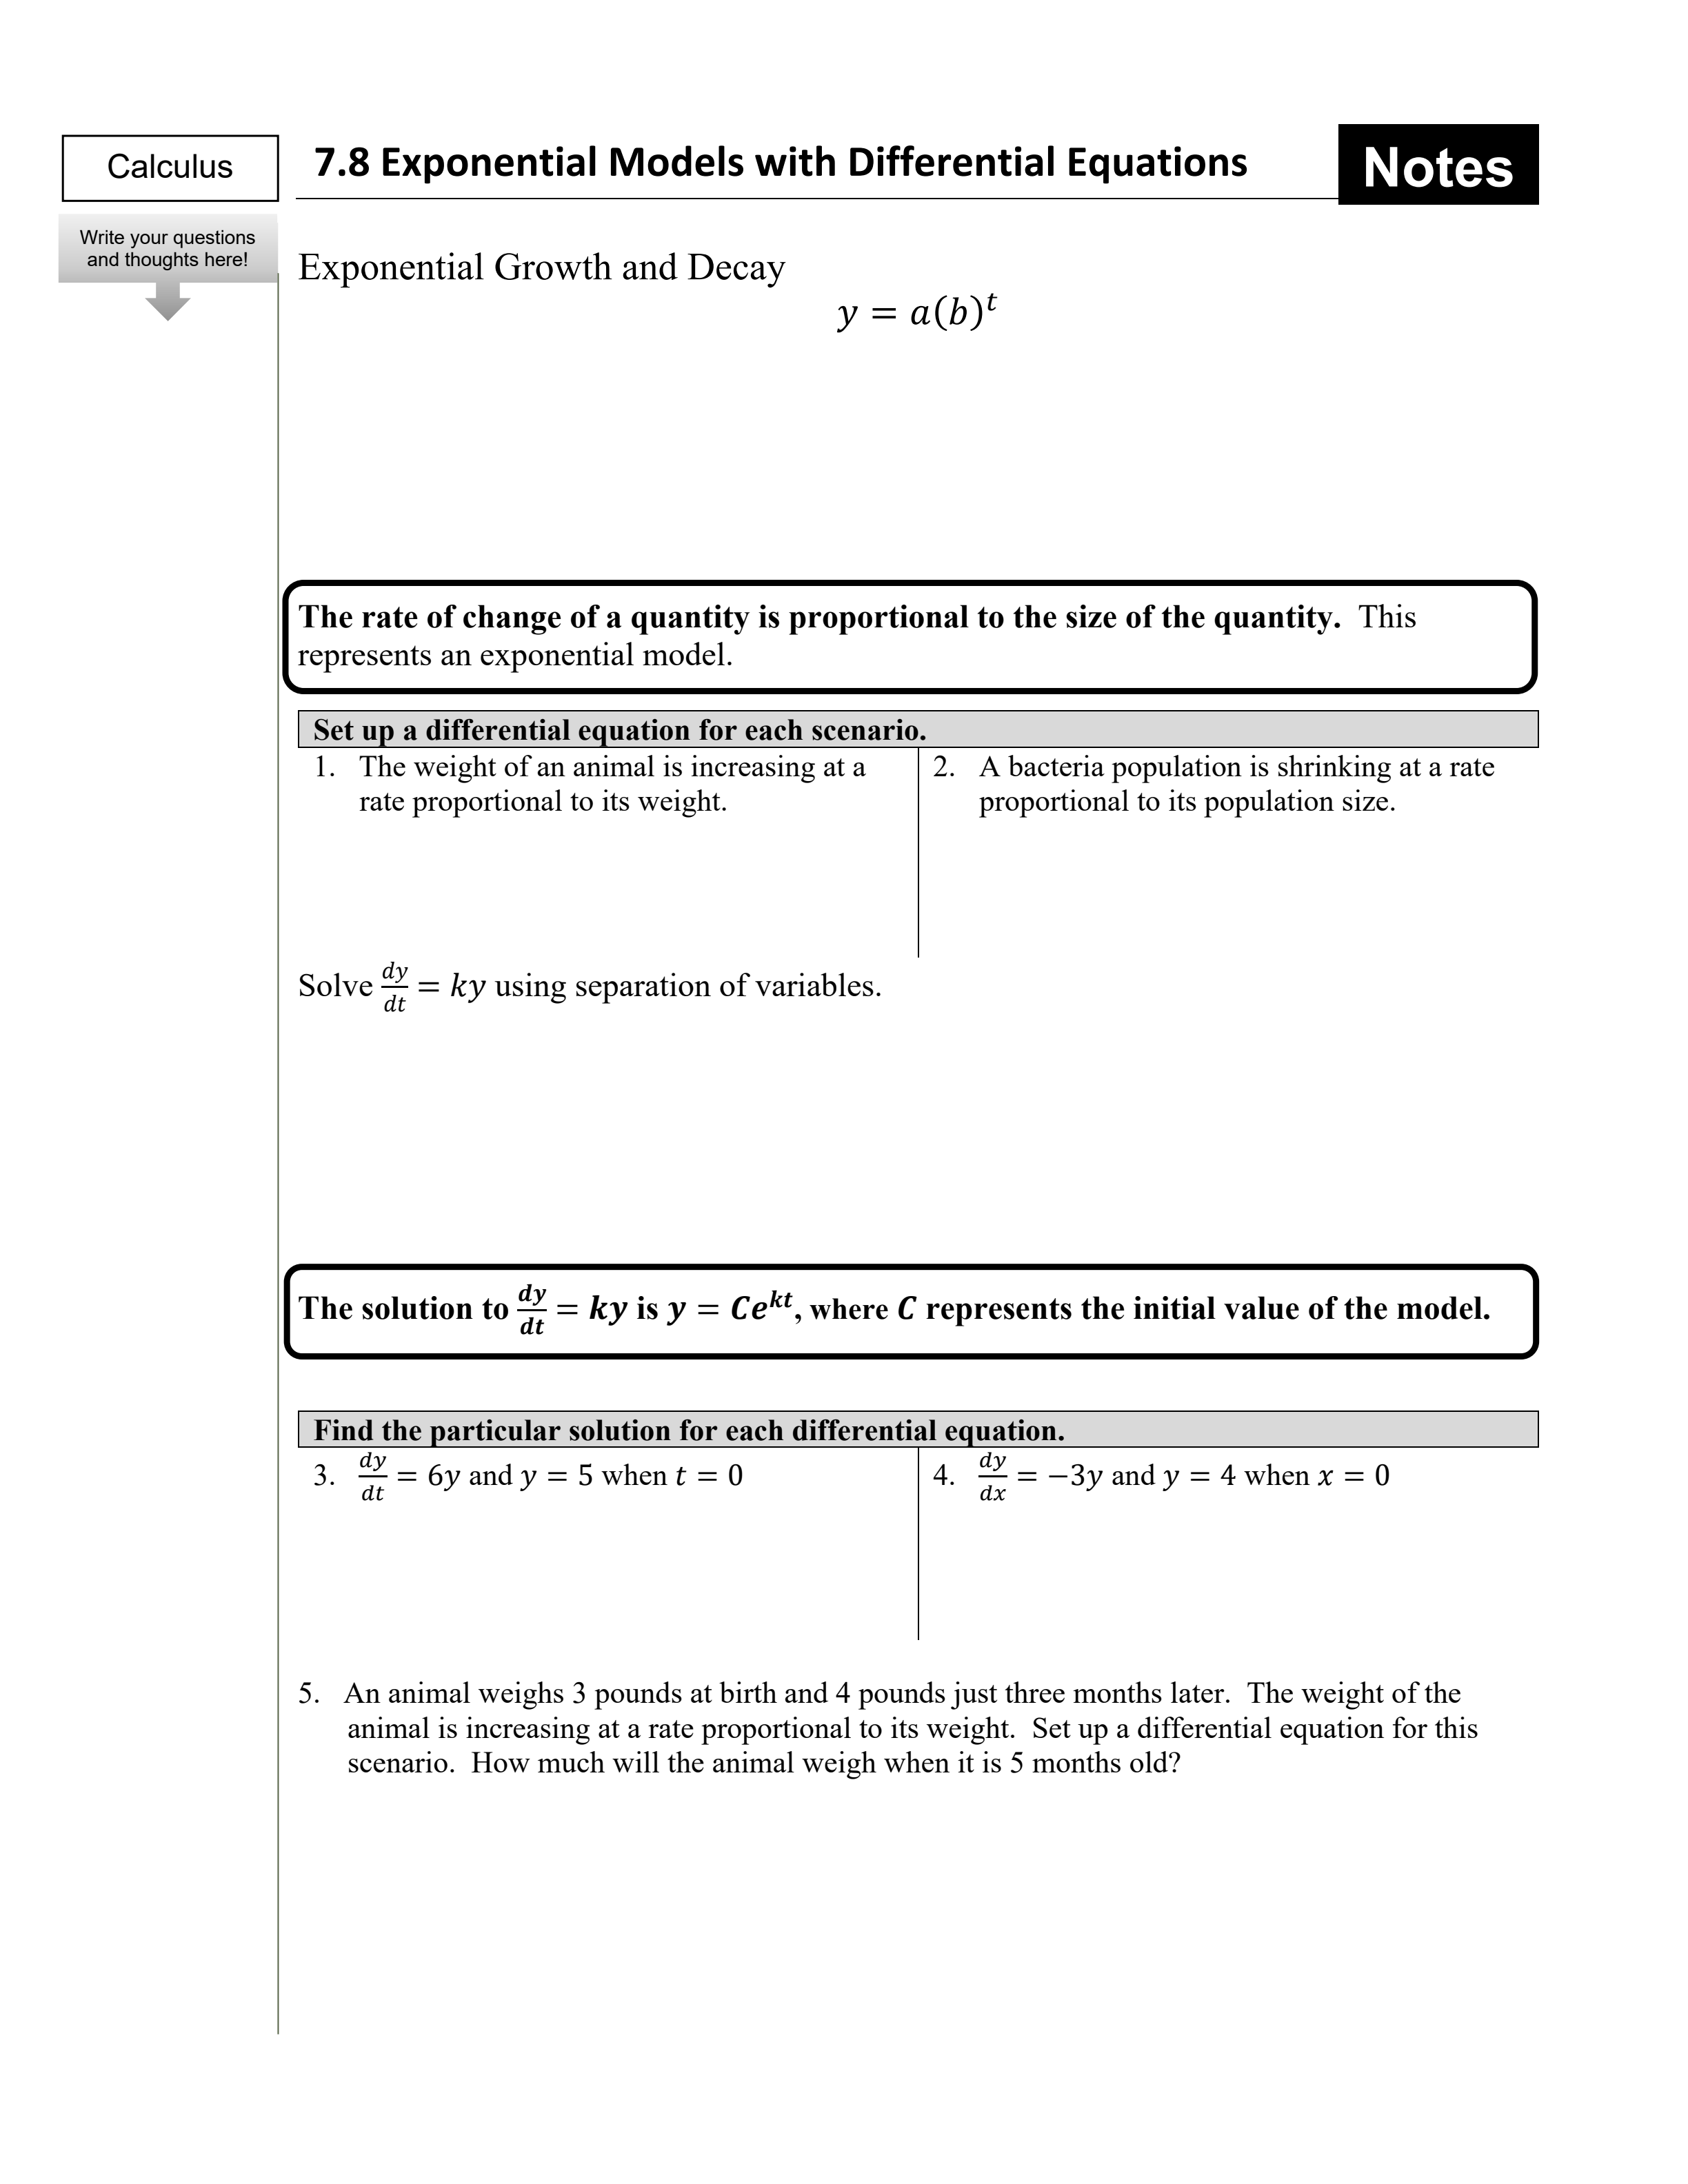 Calculus
7.8 Exponential Models with Differential Equations
Notes
Write your questions
and thoughts here!
Exponential Growth and Decay
𝑦 = 𝑎(𝑏)^𝑡
The rate of change of a quantity is proportional to the size of the quantity. This
represents an exponential model.
Set up a differential equation for each scenario.
1. The weight of an animal is increasing at a
rate proportional to its weight.
2. A bacteria population is shrinking at a rate
proportional to its population size.
Solve dy/dt = ky using separation of variables.
The solution to dy/dt = ky is y = Ce^{kt}, where C represents the initial value of the model.
Find the particular solution for each differential equation.
3. dy/dt = 6y and y = 5 when t = 0
4. dy/dx = −3y and y = 4 when x = 0
5. An animal weighs 3 pounds at birth and 4 pounds just three months later. The weight of the
animal is increasing at a rate proportional to its weight. Set up a differential equation for this
scenario. How much will the animal weigh when it is 5 months old?